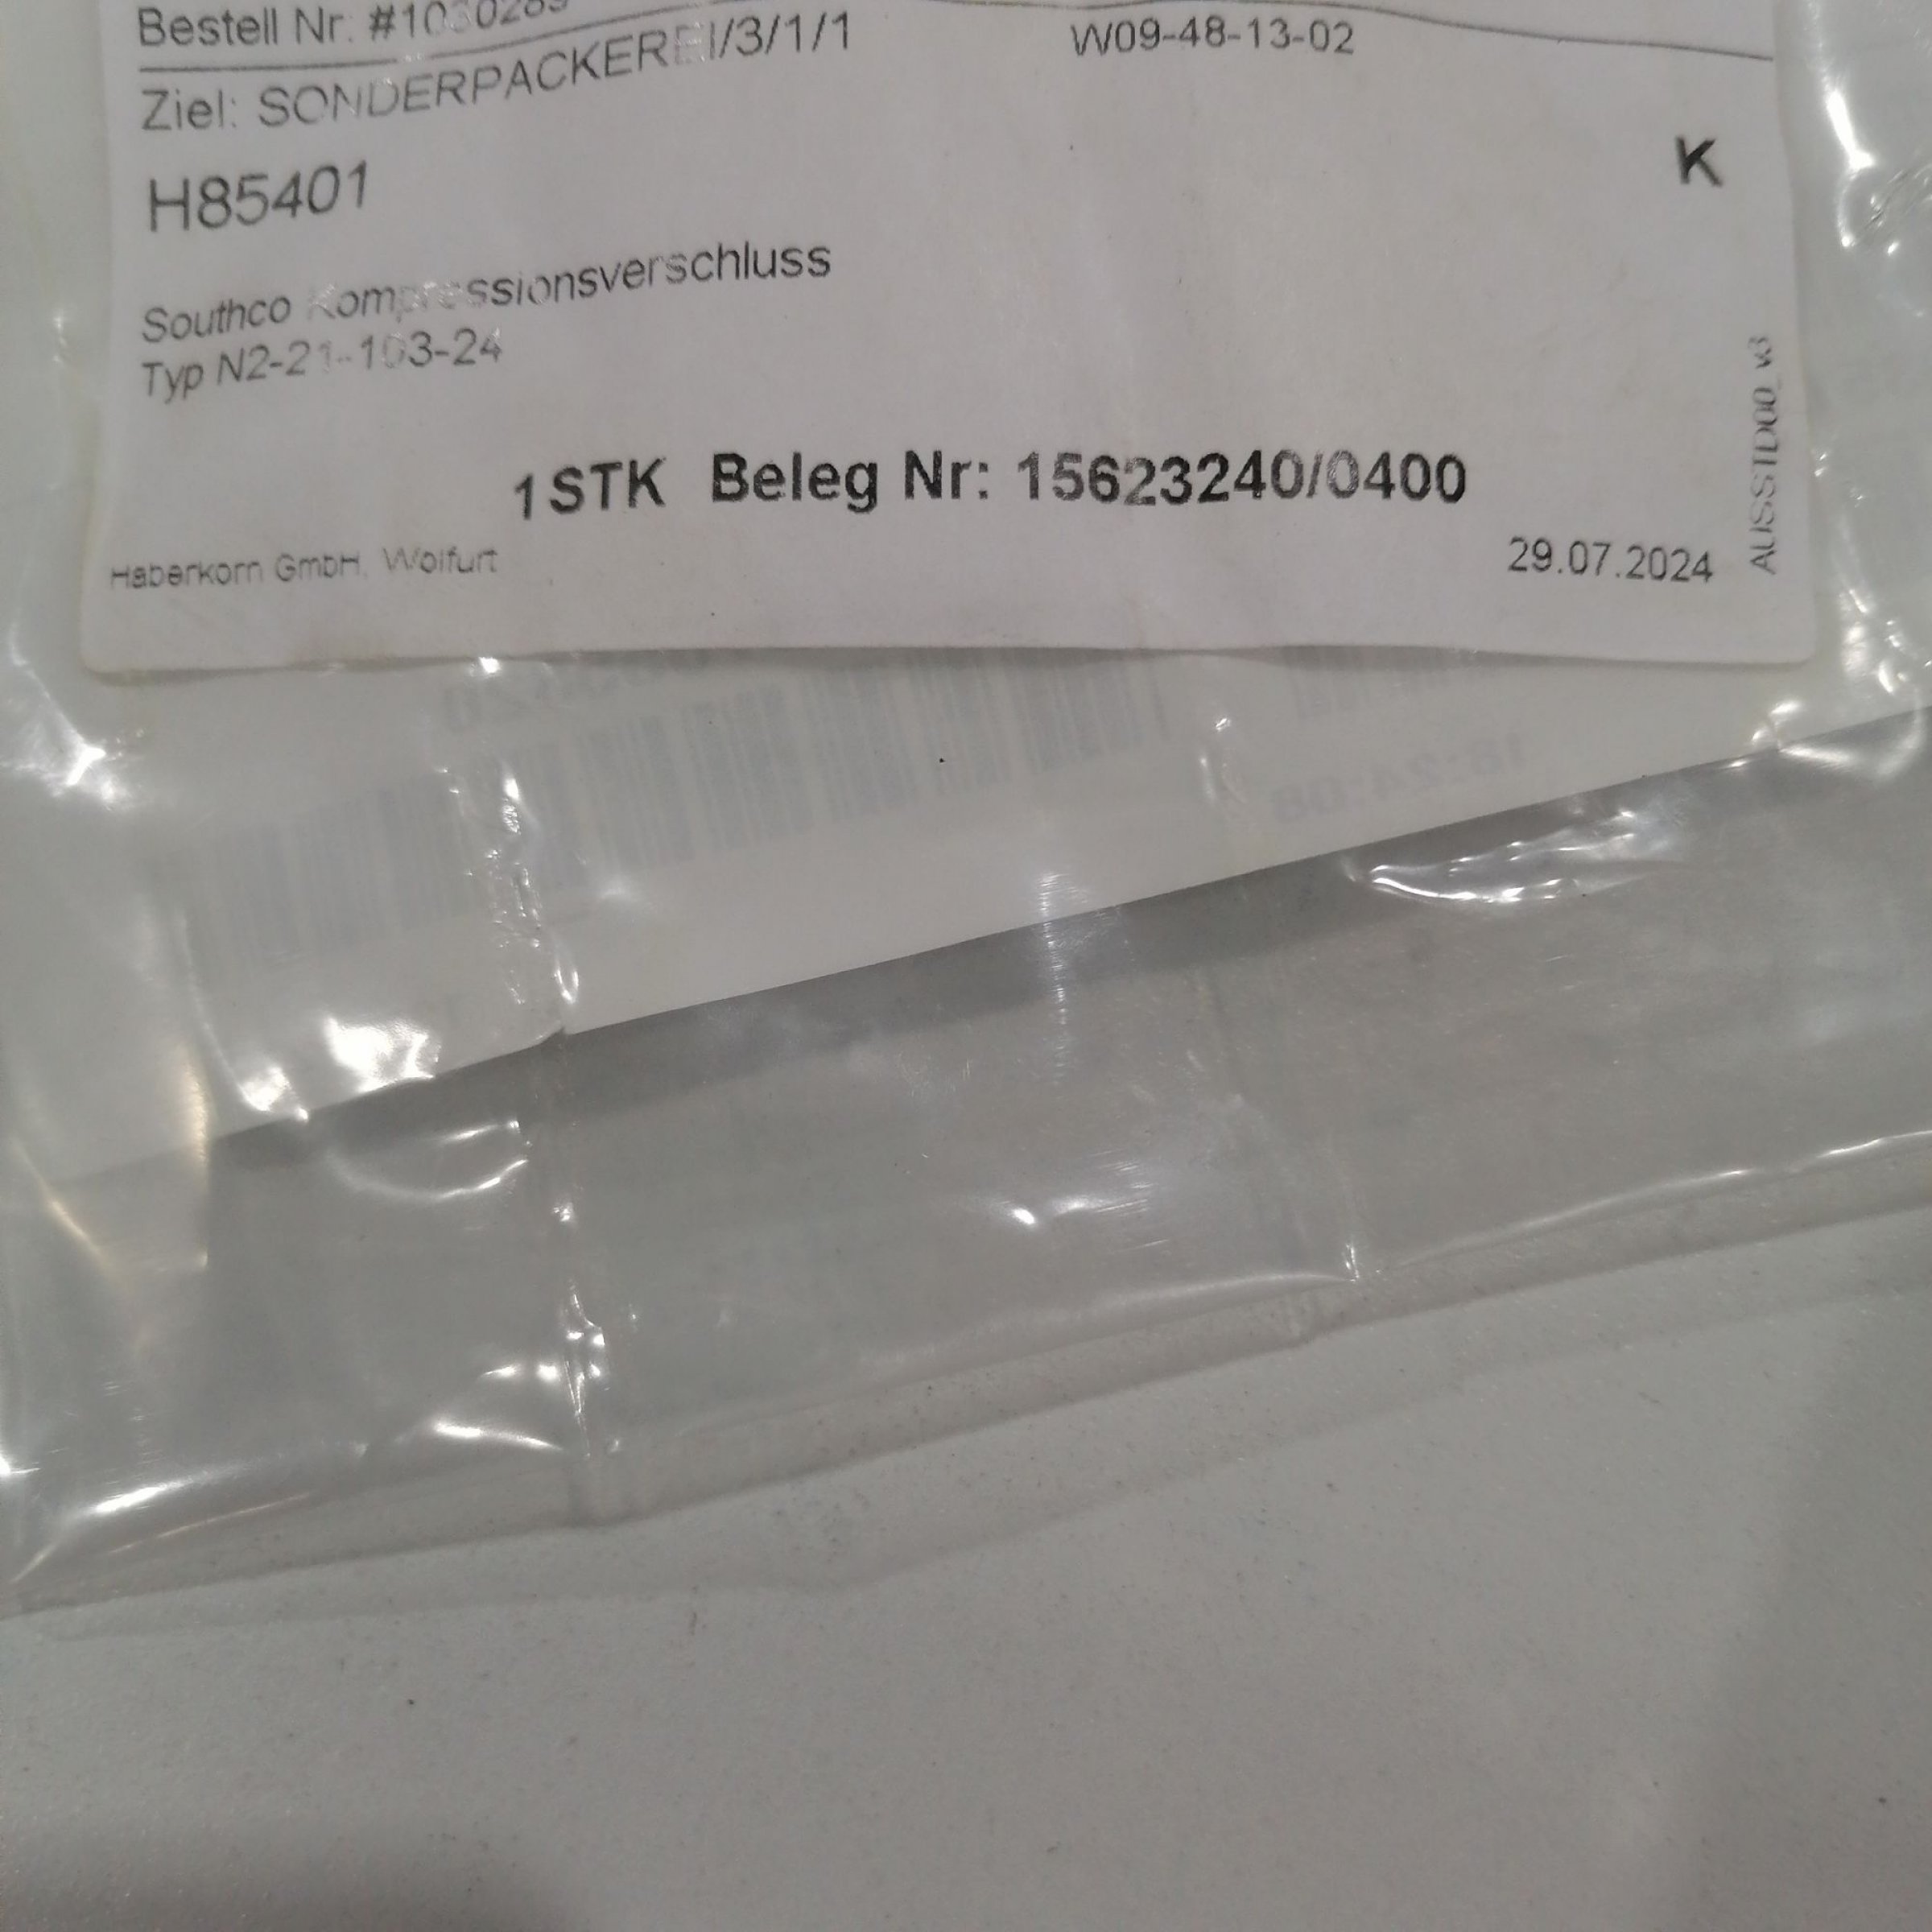 Bestell Nr:
SONDERPACKEREI/3/1/1 W09-48-13-02
Ziel:
H85401 K
Southco Kompressionsverschluss
Typ N2-21-103-24
1 STK Beleg Nr: 15623240/0400
Haberkorn GmbH, Wolfurt 29.07.2024
AUSSTD00_v3